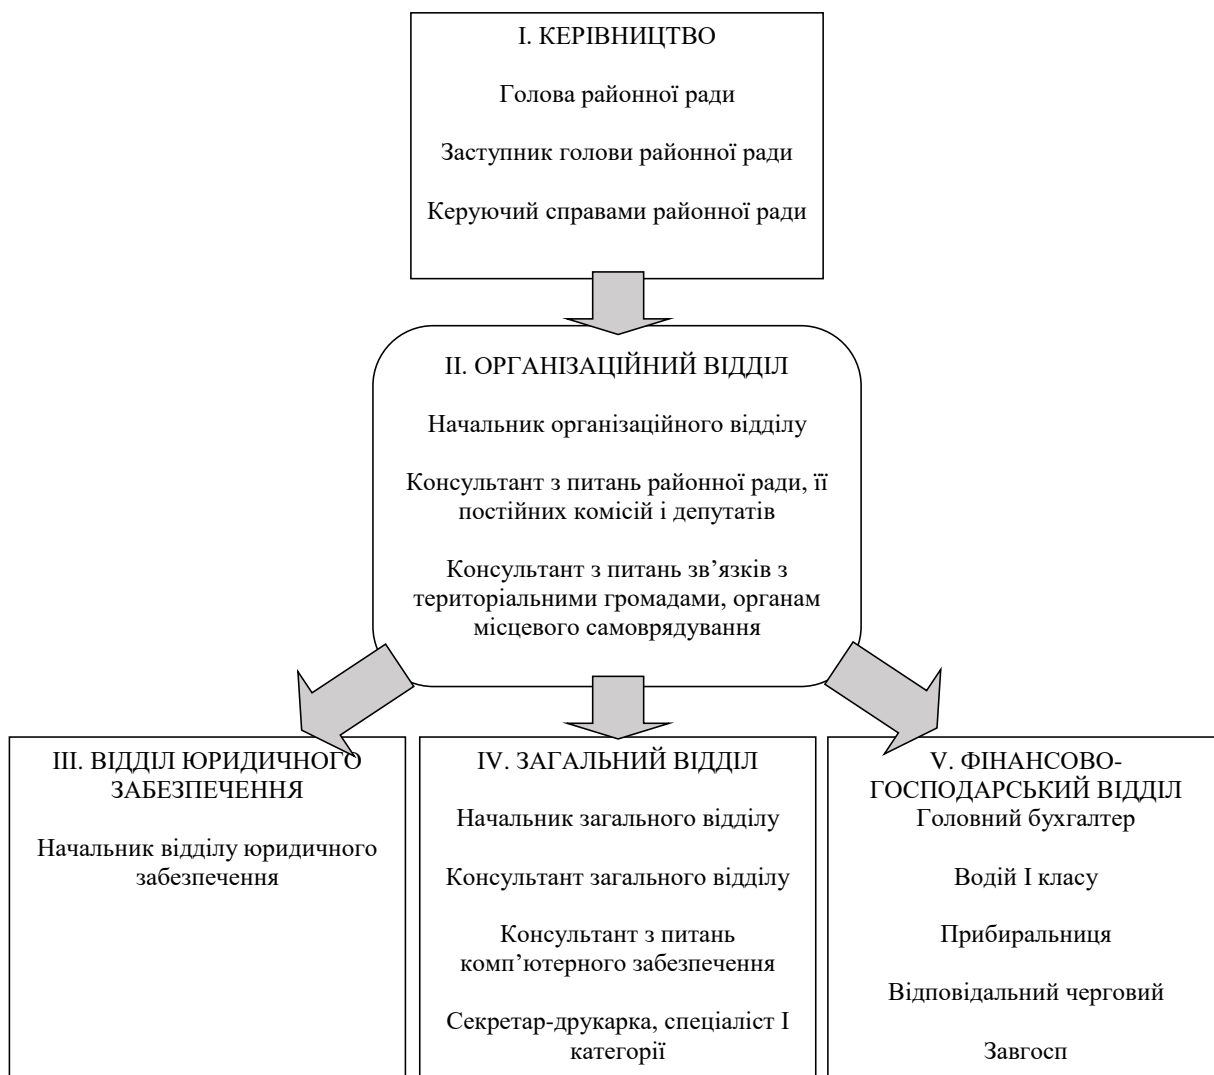 І. КЕРІВНИЦТВО
Голова районної ради
Заступник голови районної ради
Керуючий справами районної ради
ІІ. ОРГАНІЗАЦІЙНИЙ ВІДДІЛ
Начальник організаційного відділу
Консультант з питань районної ради, її
постійних комісій і депутатів
Консультант з питань зв’язків з
територіальними громадами, органам
місцевого самоврядування
ІІІ. ВІДДІЛ ЮРИДИЧНОГО
ЗАБЕЗПЕЧЕННЯ
Начальник відділу юридичного
забезпечення
ІV. ЗАГАЛЬНИЙ ВІДДІЛ
Начальник загального відділу
Консультант загального відділу
Консультант з питань
комп’ютерного забезпечення
Секретар-друкарка, спеціаліст І
категорії
V. ФІНАНСОВО-
ГОСПОДАРСЬКИЙ ВІДДІЛ
Головний бухгалтер
Водій І класу
Прибиральниця
Відповідальний черговий
Завгосп